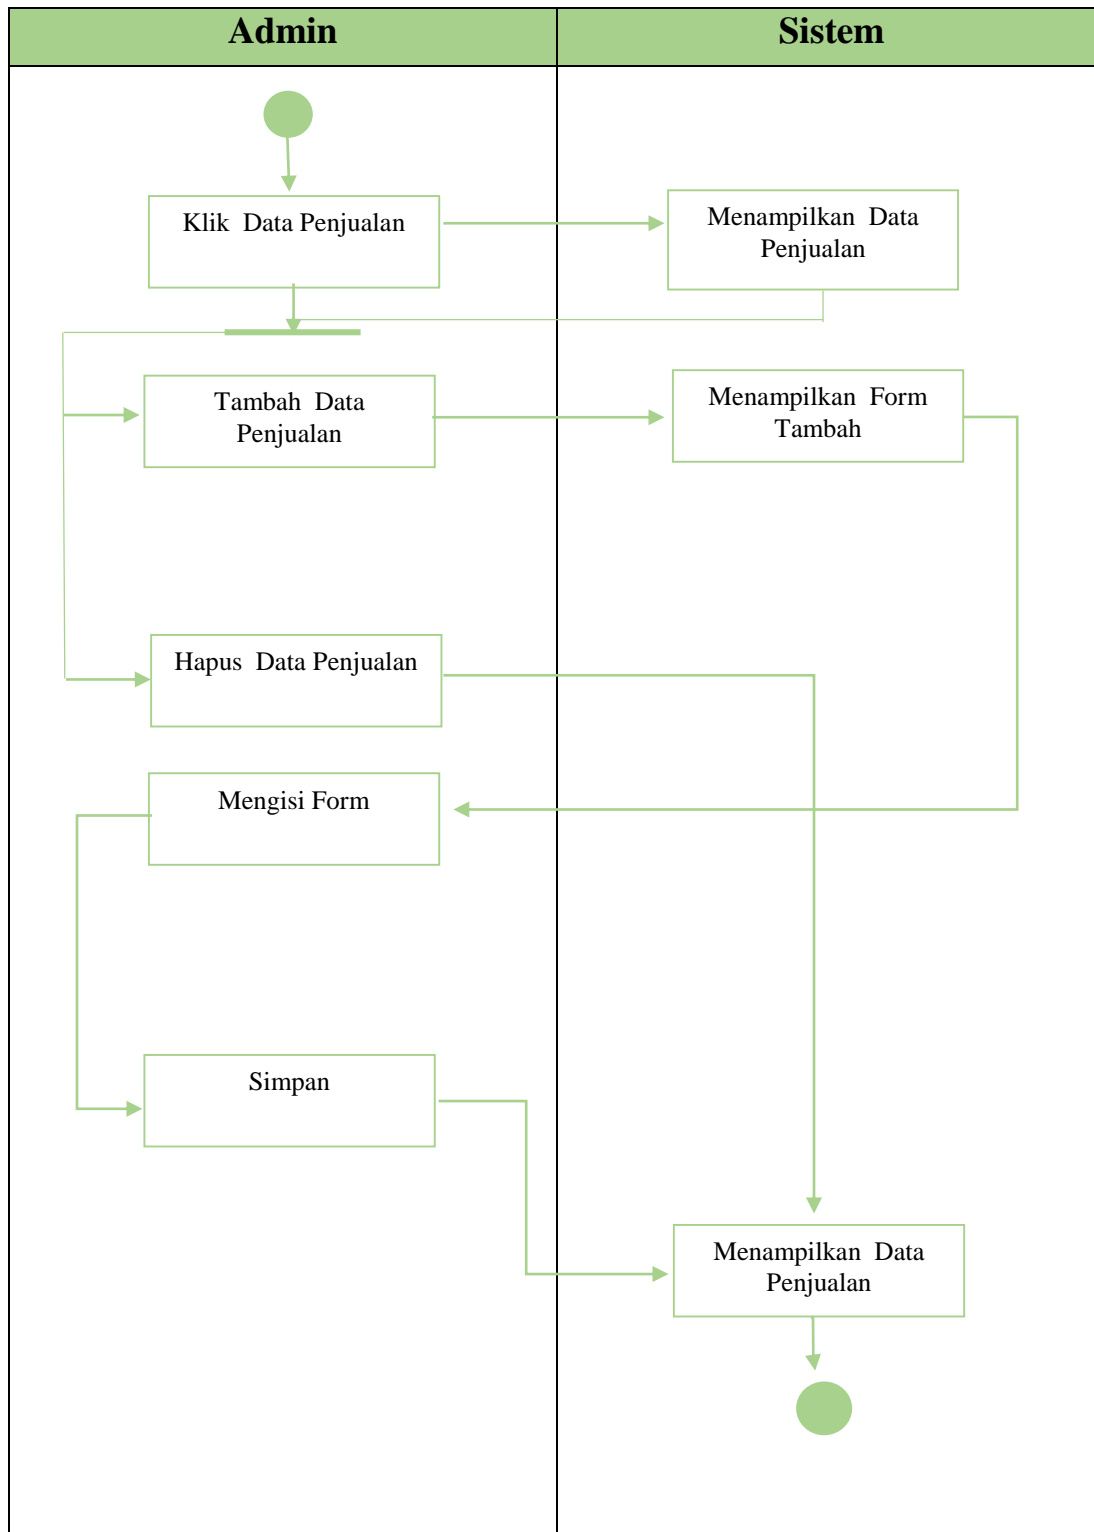 Admin
Sistem
Klik Data Penjualan
Menampilkan Data
Penjualan
Tambah Data
Penjualan
Menampilkan Form
Tambah
Hapus Data Penjualan
Mengisi Form
Simpan
Menampilkan Data
Penjualan